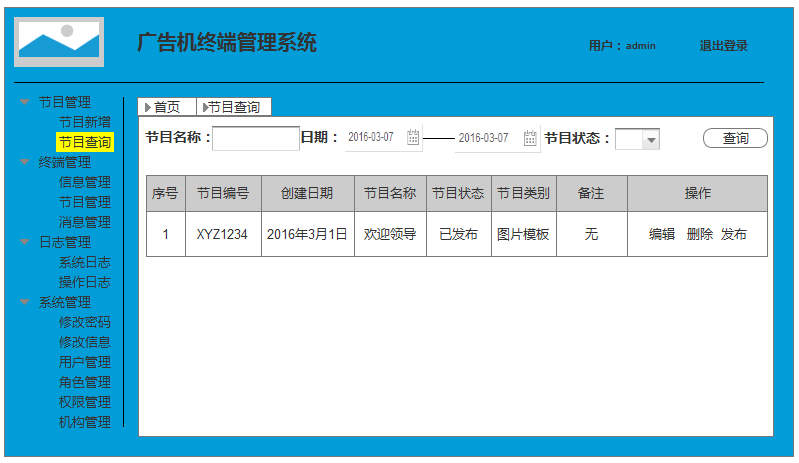 广告机终端管理系统
用户：admin 退出登录
节目管理
节目新增
节目查询
终端管理
信息管理
节目管理
消息管理
日志管理
系统日志
操作日志
系统管理
修改密码
修改信息
用户管理
角色管理
权限管理
机构管理
首页 节目查询
节目名称： 日期： 2016-03-07 2016-03-07 节目状态： 查询
序号 节目编号 创建日期 节目名称 节目状态 节目类别 备注 操作
1 XYZ1234 2016年3月1日 欢迎领导 已发布 图片模板 无 编辑 删除 发布